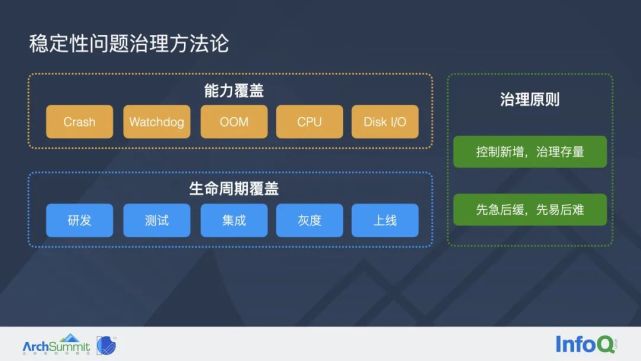 稳定性问题治理方法论
能力覆盖
Crash
Watchdog
OOM
CPU
Disk I/O
生命周期覆盖
研发
测试
集成
灰度
上线
治理原则
控制新增，治理存量
先急后缓，先易后难
ArchSummit
InfoQ